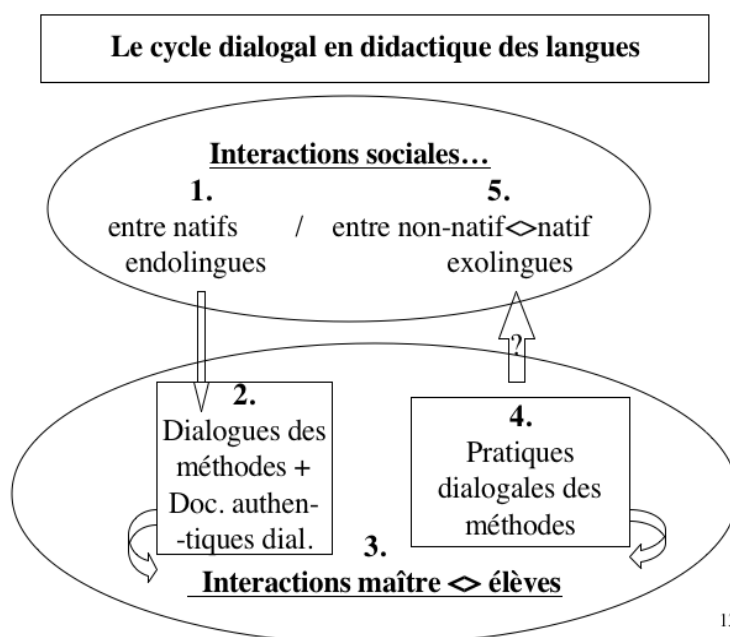 Le cycle dialogal en didactique des langues
Interactions sociales…
1. 5.
entre natifs / entre non-natif<>natif
endolingues exolingues
?
2.
Dialogues des
méthodes +
Doc. authen-
-tiques dial.
4.
Pratiques
dialogales des
méthodes
3.
Interactions maître <> élèves